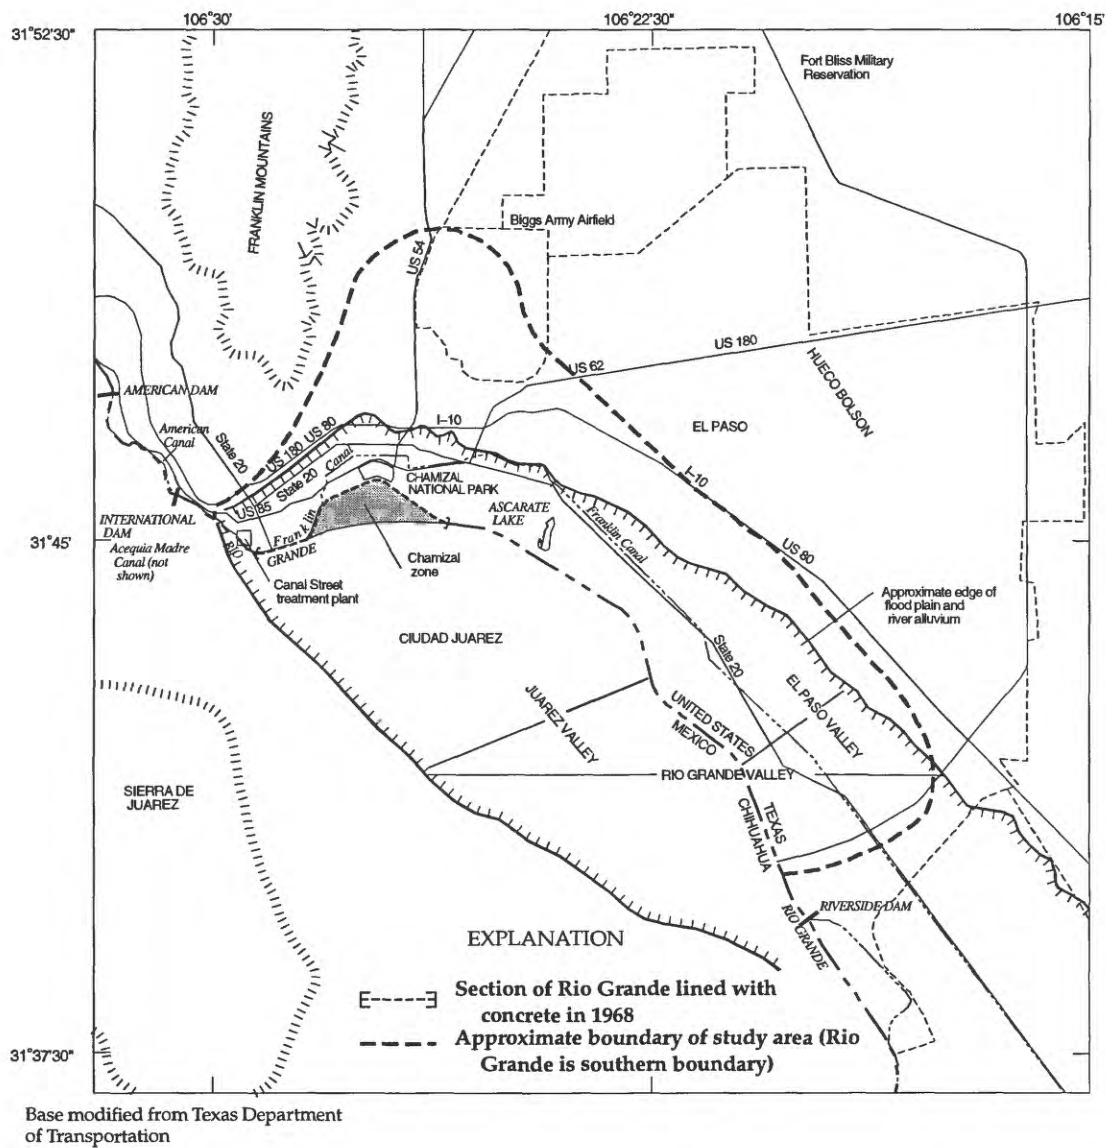 106°30'
106°22'30"
106°15'
31°52'30"
Fort Bliss Military
Reservation
FRANKLIN MOUNTAINS
Biggs Army Airfield
US 54
US 180
US 62
HUECO BOLSON
AMERICAN DAM
EL PASO
I-10
American
Canal
State 20
US 180 US 80
US 85
State 20
Canal
CHAMIZAL
NATIONAL PARK
I-10
ASCARATE
LAKE
INTERNATIONAL
DAM
Franklin
Franklin Canal
US 80
31°45'
Acequia Madre
Canal (not
shown)
RIO
GRANDE
Chamizal
zone
Canal Street
treatment plant
Approximate edge of
flood plain and
river alluvium
CIUDAD JUAREZ
State 20
JUAREZ VALLEY
UNITED STATES
MEXICO
EL PASO VALLEY
RIO GRANDE VALLEY
SIERRA DE
JUAREZ
TEXAS
CHIHUAHUA
RIO GRANDE
RIVERSIDE DAM
EXPLANATION
Section of Rio Grande lined with
concrete in 1968
Approximate boundary of study area (Rio
Grande is southern boundary)
31°37'30"
Base modified from Texas Department
of Transportation